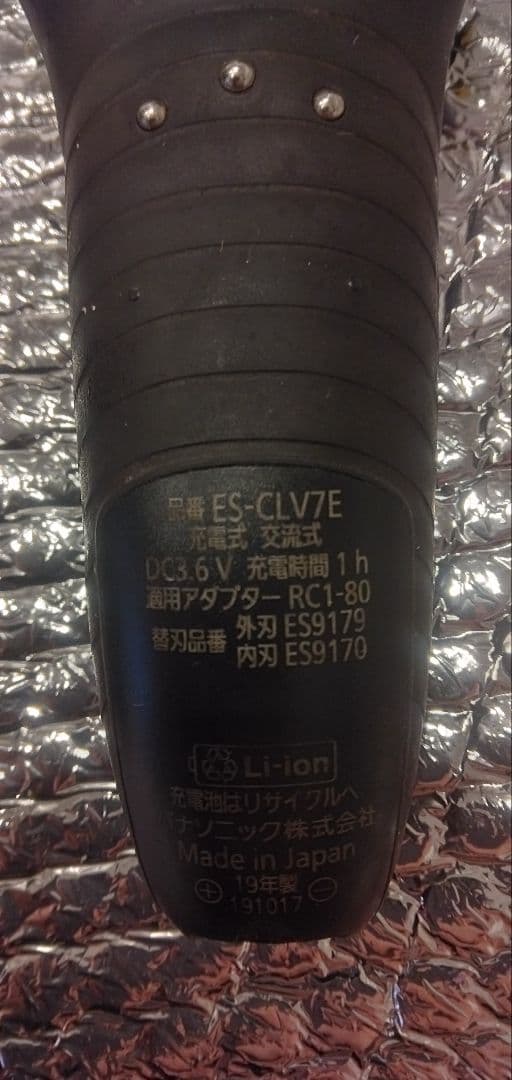 品番 ES-CLV7E
充電式 交流式
DC3.6 V 充電時間 1 h
適用アダプター RC1-80
替刃品番 外刃 ES9179
内刃 ES9170
Li-ion
充電池はリサイクルへ
パナソニック株式会社
Made in Japan
19年製
191017